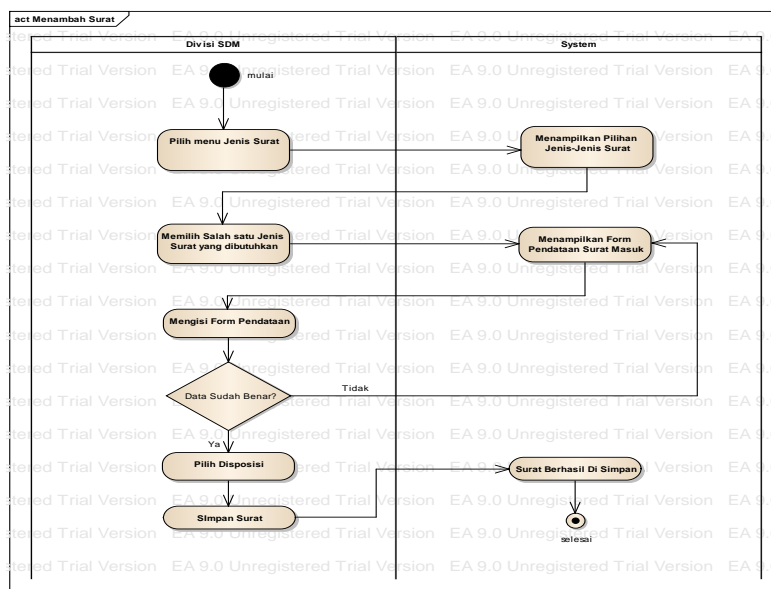 act Menambah Surat
Divisi SDM
System
mulai
Pilih menu Jenis Surat
Menampilkan Pilihan
Jenis-Jenis Surat
Memilih Salah satu Jenis
Surat yang dibutuhkan
Menampilkan Form
Pendataan Surat Masuk
Mengisi Form Pendataan
Data Sudah Benar?
Tidak
Ya
Pilih Disposisi
Surat Berhasil Di Simpan
SImpan Surat
selesai
EA 9.0 Unregistered Trial Version